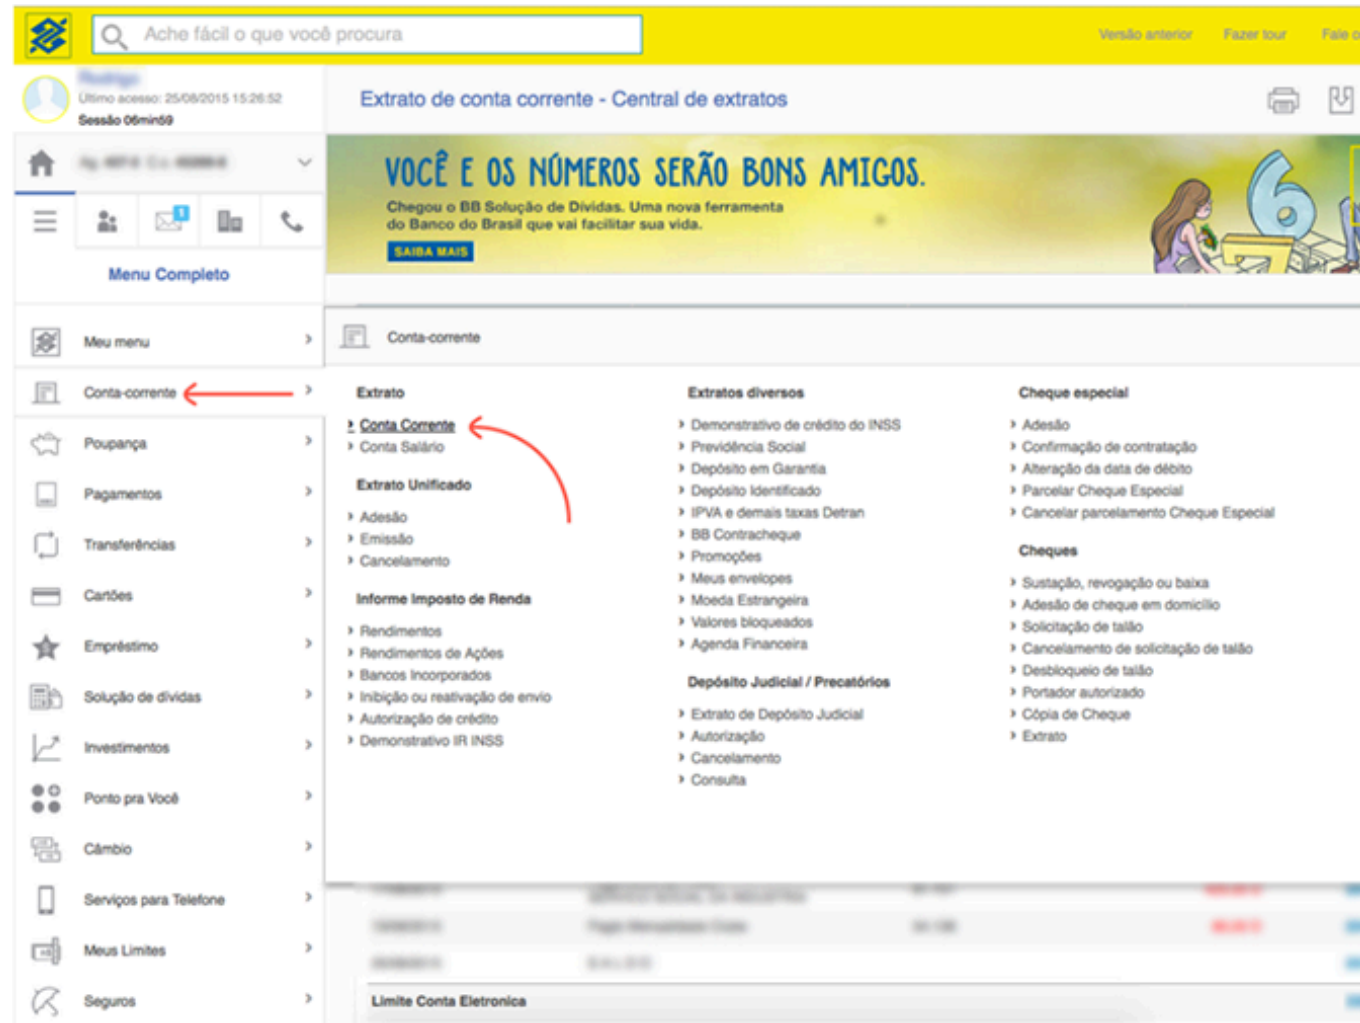 Ache fácil o que você procura
Versão anterior
Fazer tour
Fale
Último acesso: 25/08/2015 15:26:52
Sessão 06min59
Extrato de conta corrente - Central de extratos
1
Menu Completo
VOCÊ E OS NÚMEROS SERÃO BONS AMIGOS.
Chegou o BB Solução de Dívidas. Uma nova ferramenta
do Banco do Brasil que vai facilitar sua vida.
SAIBA MAIS
6
7
Meu menu
Conta-corrente
Poupança
Pagamentos
Transferências
Cartões
Empréstimo
Solução de dívidas
Investimentos
Ponto pra Você
Câmbio
Serviços para Telefone
Meus Limites
Seguros
Conta-corrente
Extrato
Conta Corrente
Conta Salário
Extrato Unificado
Adesão
Emissão
Cancelamento
Informe Imposto de Renda
Rendimentos
Rendimentos de Ações
Bancos Incorporados
Inibição ou reativação de envio
Autorização de crédito
Demonstrativo IR INSS
Extratos diversos
Demonstrativo de crédito do INSS
Previdência Social
Depósito em Garantia
Depósito Identificado
IPVA e demais taxas Detran
BB Contracheque
Promoções
Meus envelopes
Moeda Estrangeira
Valores bloqueados
Agenda Financeira
Depósito Judicial / Precatórios
Extrato de Depósito Judicial
Autorização
Cancelamento
Consulta
Cheque especial
Adesão
Confirmação de contratação
Alteração da data de débito
Parcelar Cheque Especial
Cancelar parcelamento Cheque Especial
Cheques
Sustação, revogação ou baixa
Adesão de cheque em domicílio
Solicitação de talão
Cancelamento de solicitação de talão
Desbloqueio de talão
Portador autorizado
Cópia de Cheque
Extrato
Limite Conta Eletronica